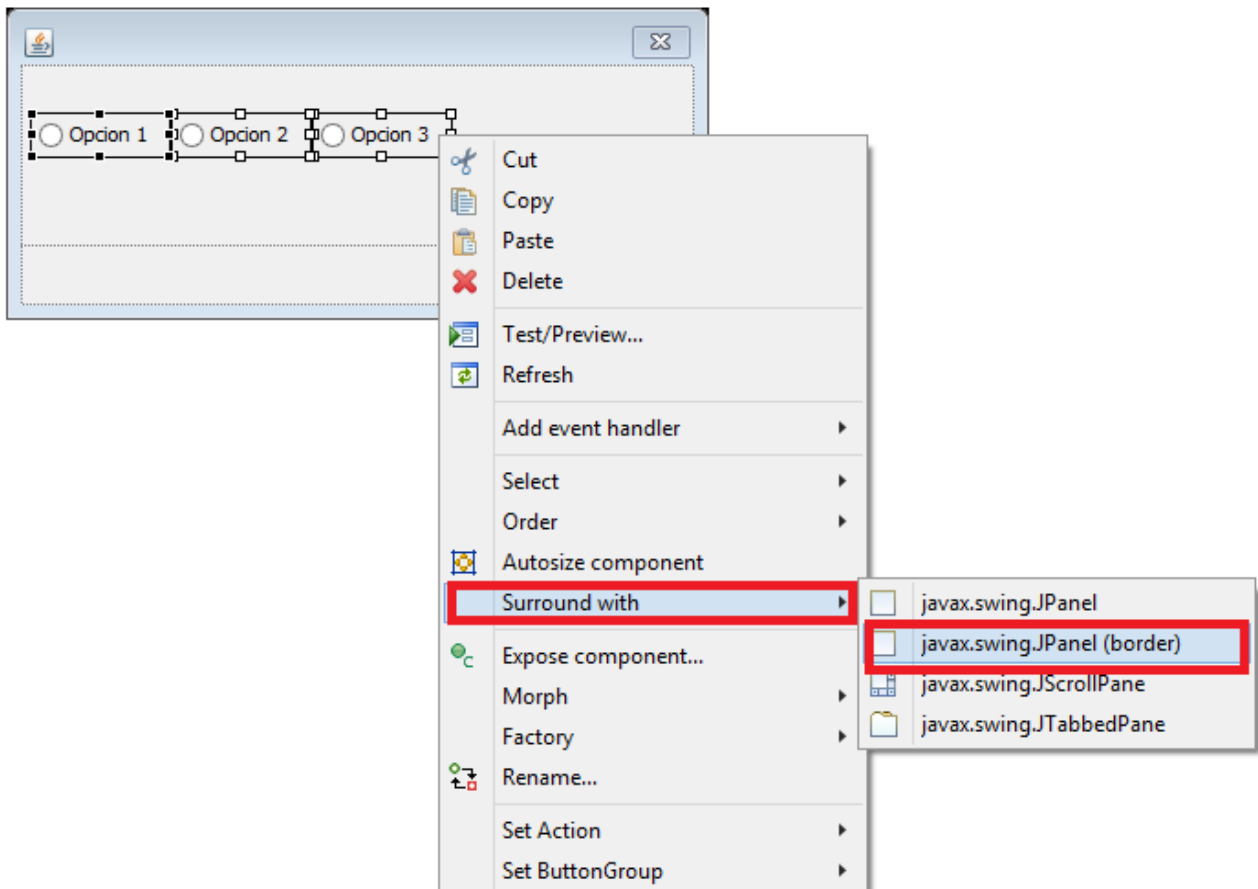 Opcion 1 Opcion 2 Opcion 3
Cut
Copy
Paste
Delete
Test/Preview...
Refresh
Add event handler
Select
Order
Autosize component
Surround with
javax.swing.JPanel
javax.swing.JPanel (border)
javax.swing.JScrollPane
javax.swing.JTabbedPane
Expose component...
Morph
Factory
Rename...
Set Action
Set ButtonGroup